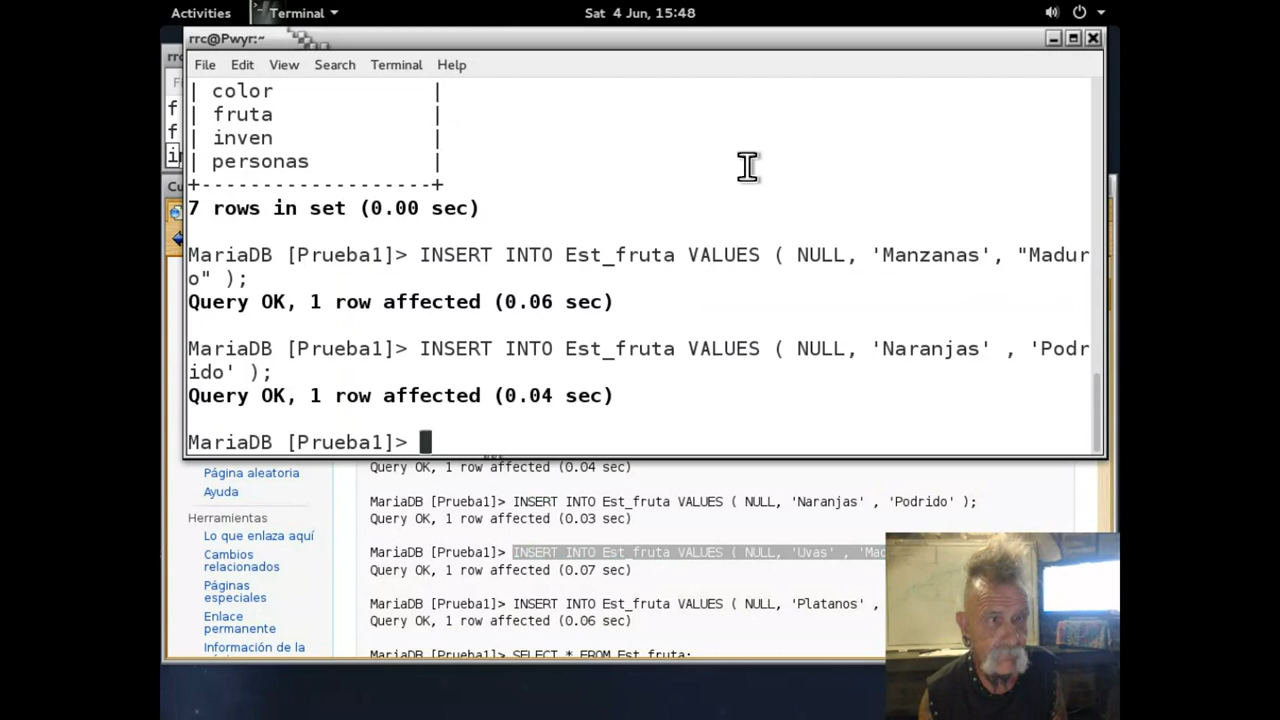 Activities Terminal Sat 4 Jun, 15:48
rrc@Pwyr:~
File Edit View Search Terminal Help
| color |
| fruta |
| inven |
| personas |
+-------------------+
7 rows in set (0.00 sec)
MariaDB [Prueba1]> INSERT INTO Est_fruta VALUES ( NULL, 'Manzanas', "Madur
o" );
Query OK, 1 row affected (0.06 sec)
MariaDB [Prueba1]> INSERT INTO Est_fruta VALUES ( NULL, 'Naranjas' , 'Podr
ido' );
Query OK, 1 row affected (0.04 sec)
MariaDB [Prueba1]>
Página aleatoria
Ayuda
Herramientas
Lo que enlaza aquí
Cambios
relacionados
Páginas
especiales
Enlace
permanente
Información de la
Query OK, 1 row affected (0.04 sec)
MariaDB [Prueba1]> INSERT INTO Est_fruta VALUES ( NULL, 'Naranjas' , 'Podrido' );
Query OK, 1 row affected (0.03 sec)
MariaDB [Prueba1]> INSERT INTO Est_fruta VALUES ( NULL, 'Uvas' , 'Mad
Query OK, 1 row affected (0.07 sec)
MariaDB [Prueba1]> INSERT INTO Est_fruta VALUES ( NULL, 'Platanos' ,
Query OK, 1 row affected (0.06 sec)
MariaDB [Prueba1]> SELECT * FROM Est_fruta;